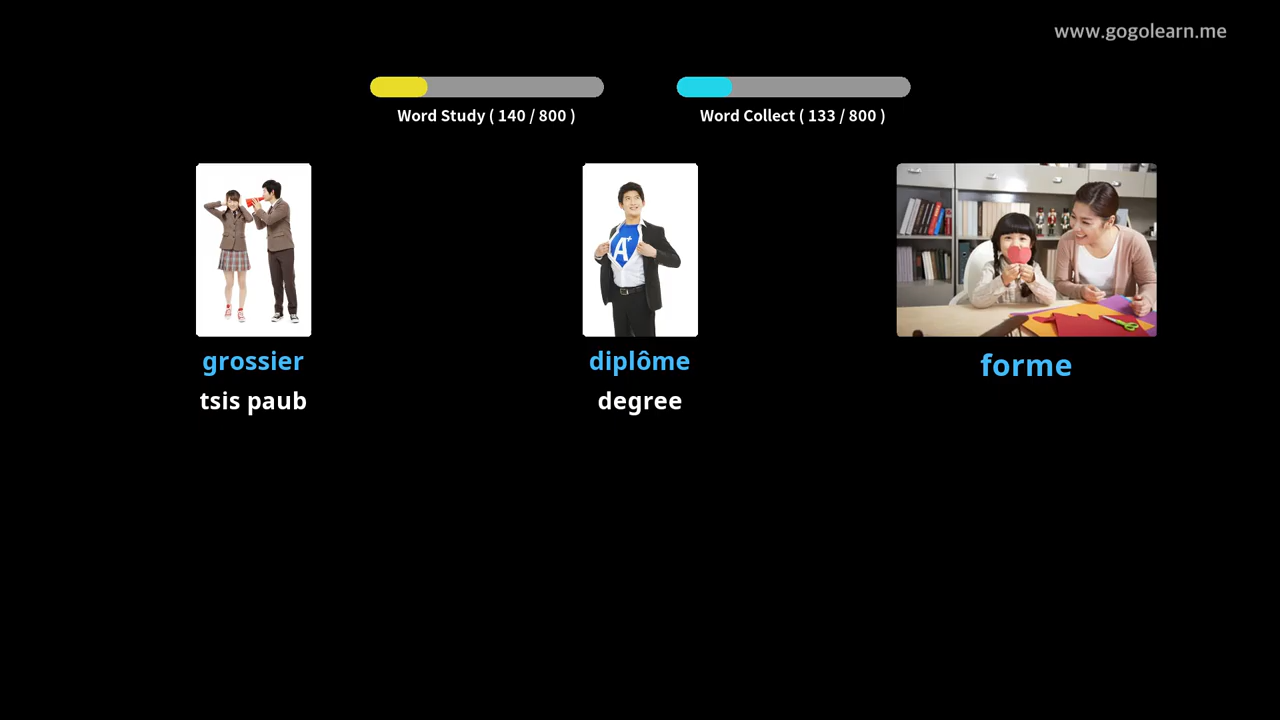 www.gogolearn.me
Word Study ( 140 / 800 )
Word Collect ( 133 / 800 )
A+
grossier
tsis paub
diplôme
degree
forme